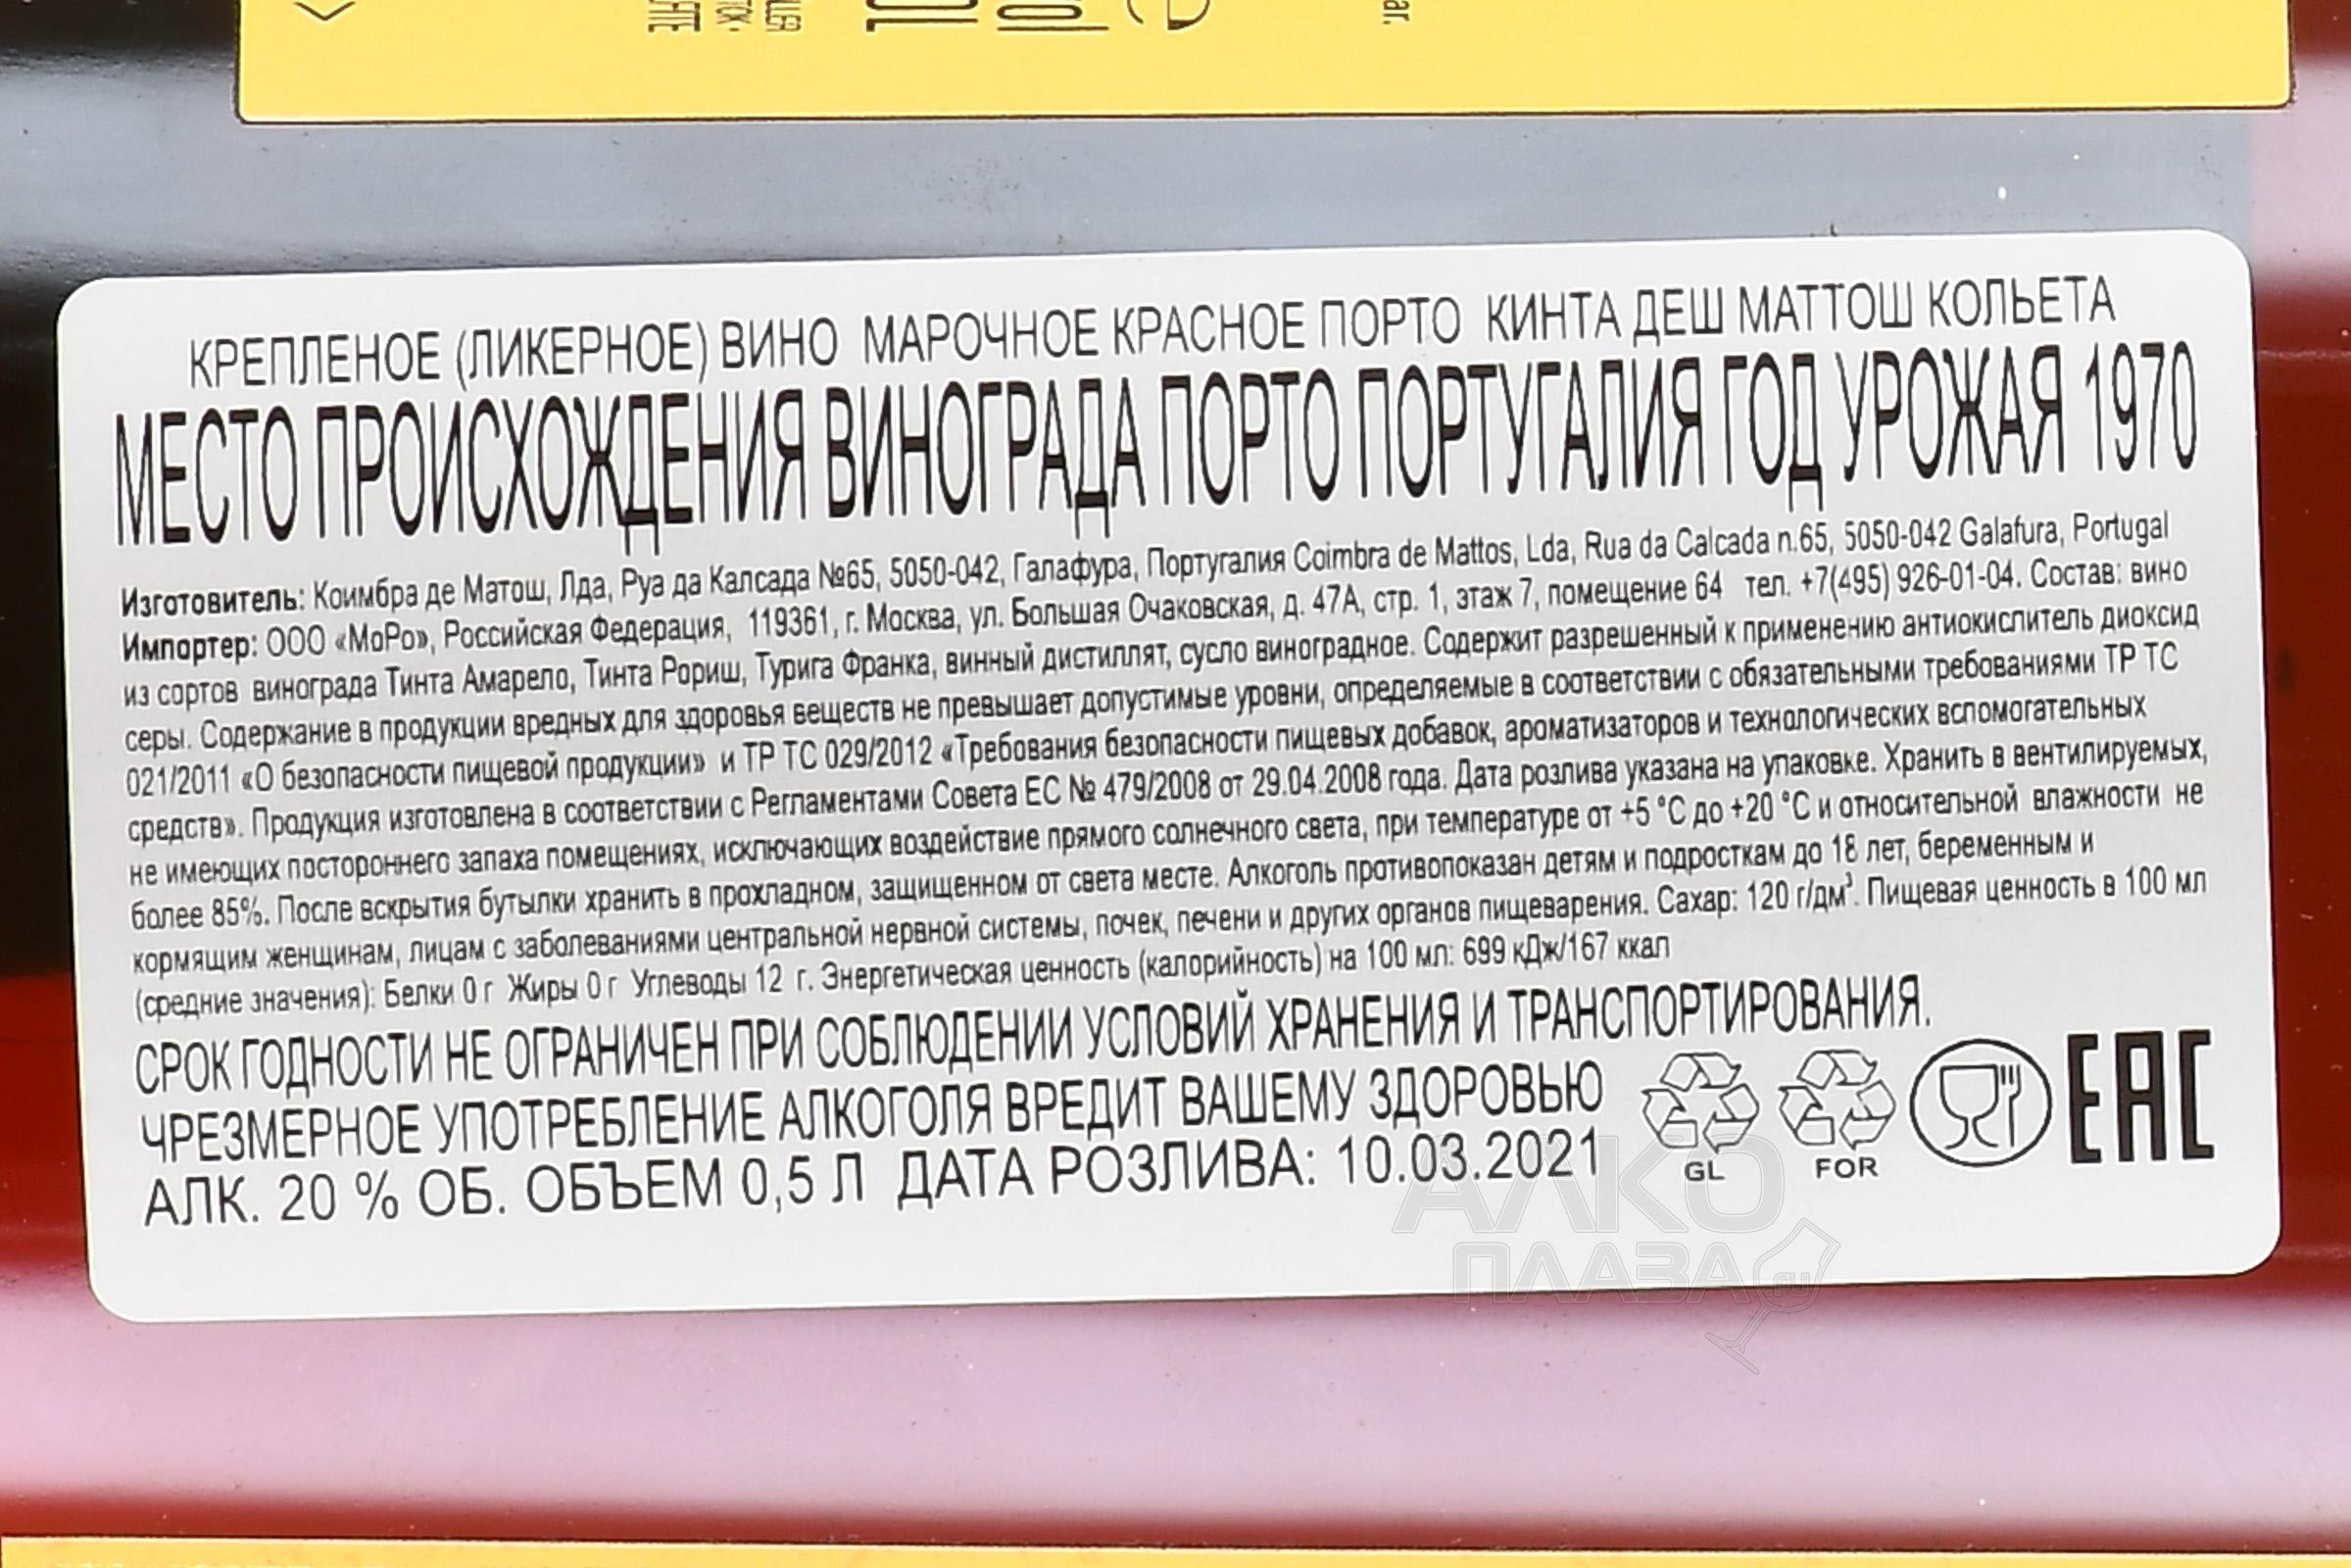 КРЕПЛЕНОЕ (ЛИКЕРНОЕ) ВИНО МАРОЧНОЕ КРАСНОЕ ПОРТО КИНТА ДЕШ МАТТОШ КОЛЬЕТА
МЕСТО ПРОИСХОЖДЕНИЯ ВИНОГРАДА ПОРТО ПОРТУГАЛИЯ ГОД УРОЖАЯ 1970
Изготовитель: Коимбра де Матош, Лда, Руа да Калсада №65, 5050-042, Галафура, Португалия Coimbra de Mattos, Lda, Rua da Calcada n.65, 5050-042 Galafura, Portugal
Импортер: ООО «МоРо», Российская Федерация, 119361, г. Москва, ул. Большая Очаковская, д. 47А, стр. 1, этаж 7, помещение 64 тел. +7(495) 926-01-04. Состав: вино
из сортов винограда Тинта Амарело, Тинта Рориш, Турига Франка, винный дистиллят, сусло виноградное. Содержит разрешенный к применению антиокислитель диоксид
серы. Содержание в продукции вредных для здоровья веществ не превышает допустимые уровни, определяемые в соответствии с обязательными требованиями ТР ТС
021/2011 «О безопасности пищевой продукции» и ТР ТС 029/2012 «Требования безопасности пищевых добавок, ароматизаторов и технологических вспомогательных
средств». Продукция изготовлена в соответствии с Регламентами Совета ЕС № 479/2008 от 29.04.2008 года. Дата розлива указана на упаковке. Хранить в вентилируемых,
не имеющих постороннего запаха помещениях, исключающих воздействие прямого солнечного света, при температуре от +5 °С до +20 °С и относительной влажности не
более 85%. После вскрытия бутылки хранить в прохладном, защищенном от света месте. Алкоголь противопоказан детям и подросткам до 18 лет, беременным и
кормящим женщинам, лицам с заболеваниями центральной нервной системы, почек, печени и других органов пищеварения. Сахар: 120 г/дм³. Пищевая ценность в 100 мл
(средние значения): Белки 0 г Жиры 0 г Углеводы 12 г. Энергетическая ценность (калорийность) на 100 мл: 699 кДж/167 ккал
СРОК ГОДНОСТИ НЕ ОГРАНИЧЕН ПРИ СОБЛЮДЕНИИ УСЛОВИЙ ХРАНЕНИЯ И ТРАНСПОРТИРОВАНИЯ.
ЧРЕЗМЕРНОЕ УПОТРЕБЛЕНИЕ АЛКОГОЛЯ ВРЕДИТ ВАШЕМУ ЗДОРОВЬЮ
АЛК. 20 % ОБ. ОБЪЕМ 0,5 Л ДАТА РОЗЛИВА: 10.03.2021
GL FOR EAC
АЛКО
ПЛАЗА RU